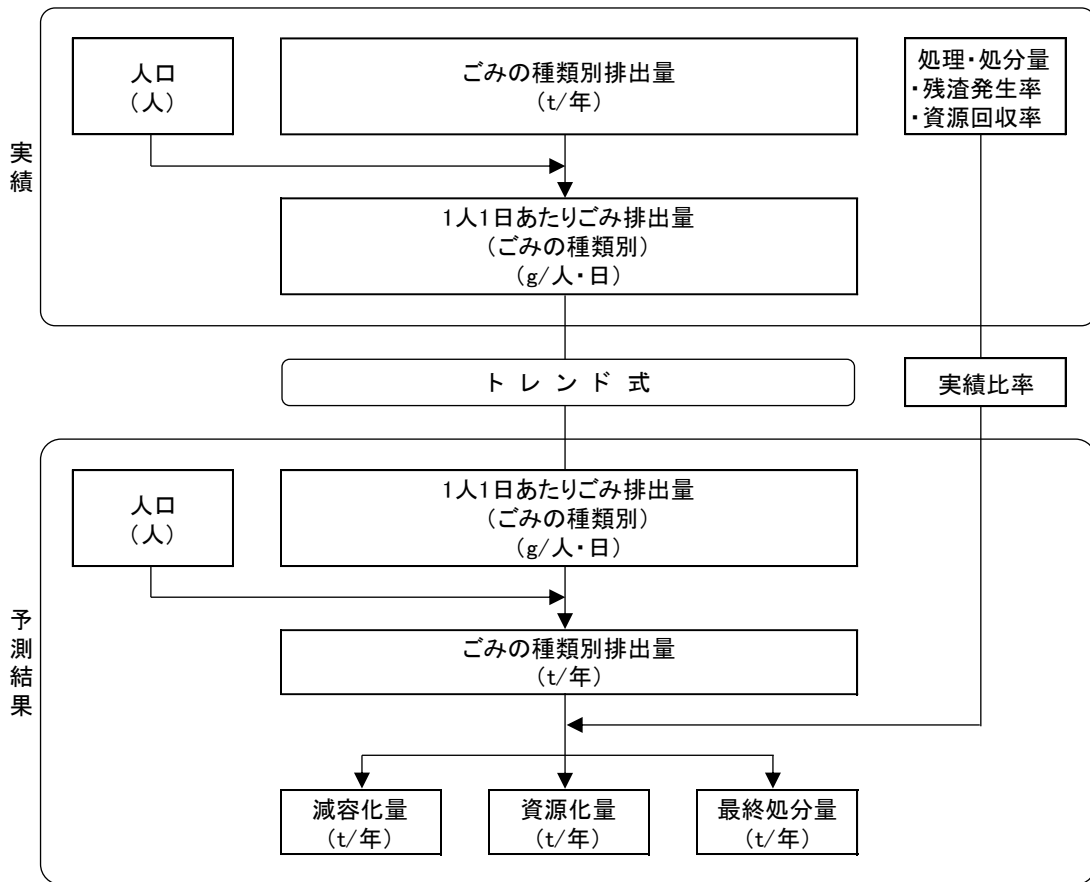 実績
人口
（人）
ごみの種類別排出量
（t/年）
処理・処分量
・残渣発生率
・資源回収率
1人1日あたりごみ排出量
（ごみの種類別）
（g/人・日）
トレンド式
実績比率
予測結果
人口
（人）
1人1日あたりごみ排出量
（ごみの種類別）
（g/人・日）
ごみの種類別排出量
（t/年）
減容化量
（t/年）
資源化量
（t/年）
最終処分量
（t/年）